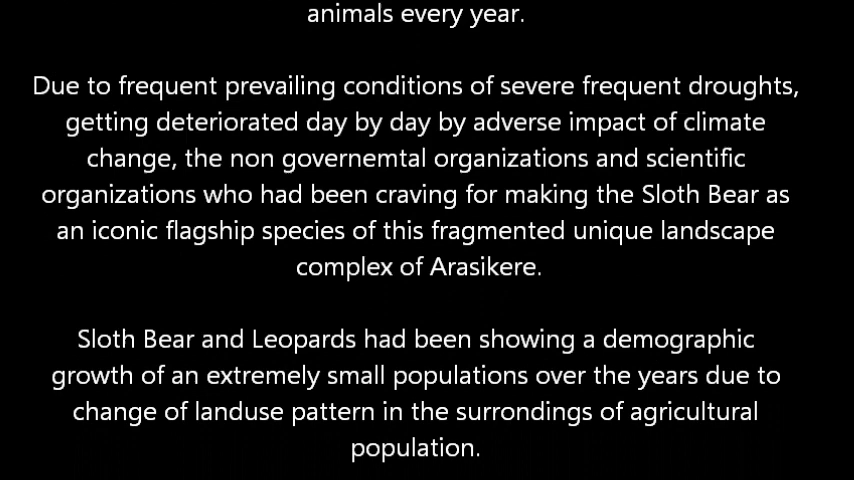 animals every year.
Due to frequent prevailing conditions of severe frequent droughts,
getting deteriorated day by day by adverse impact of climate
change, the non governemtal organizations and scientific
organizations who had been craving for making the Sloth Bear as
an iconic flagship species of this fragmented unique landscape
complex of Arasikere.
Sloth Bear and Leopards had been showing a demographic
growth of an extremely small populations over the years due to
change of landuse pattern in the surrondings of agricultural
population.